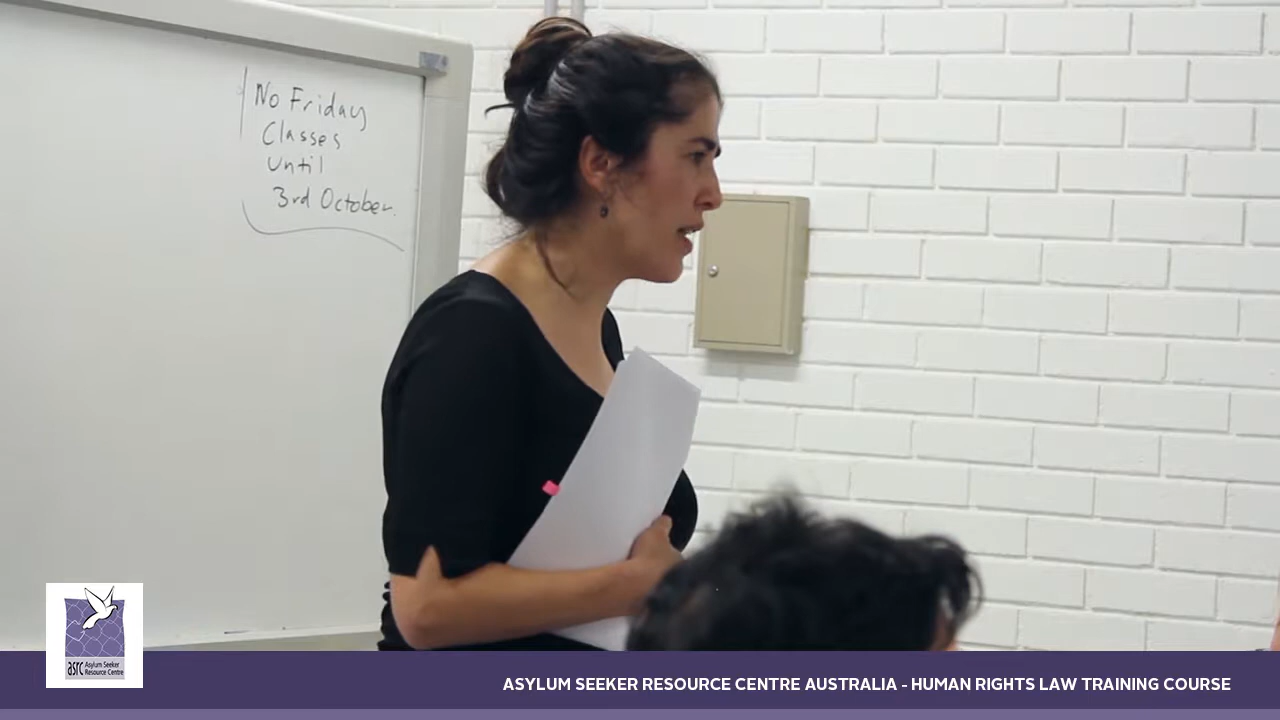 No Friday
Classes
Until
3rd October.
asrc Asylum Seeker
Resource Centre
ASYLUM SEEKER RESOURCE CENTRE AUSTRALIA - HUMAN RIGHTS LAW TRAINING COURSE